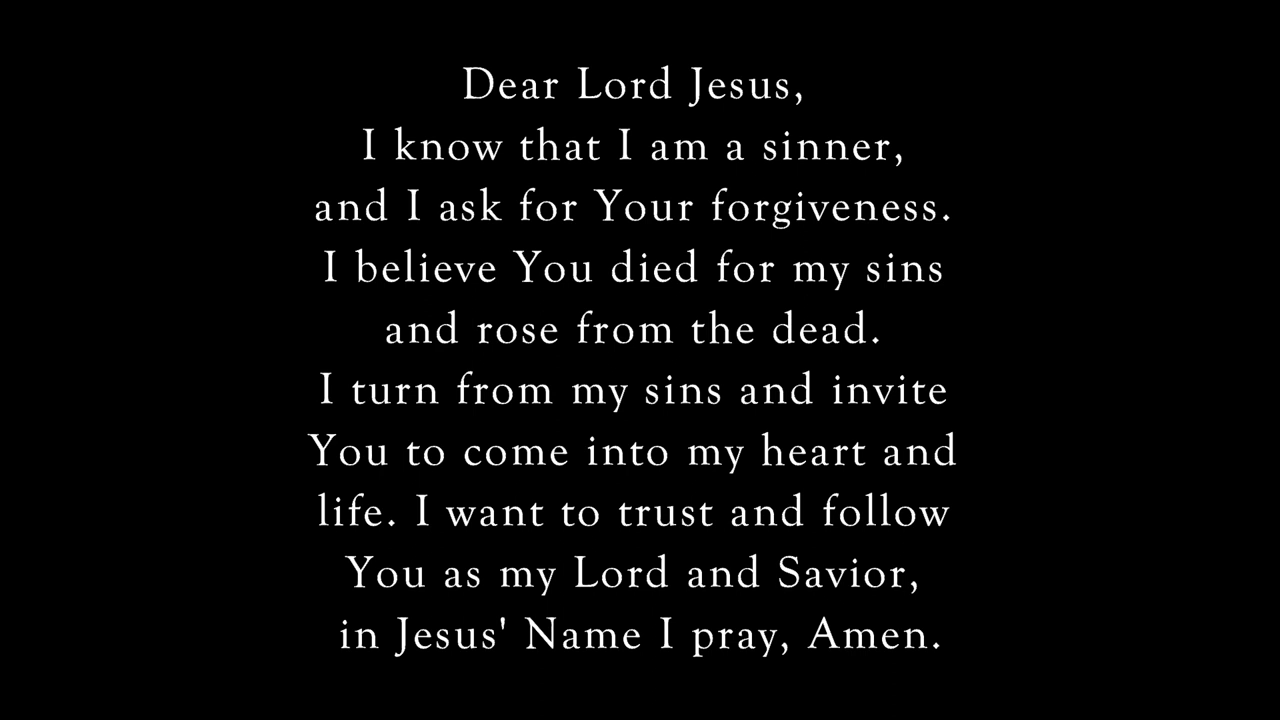 Dear Lord Jesus,
I know that I am a sinner,
and I ask for Your forgiveness.
I believe You died for my sins
and rose from the dead.
I turn from my sins and invite
You to come into my heart and
life. I want to trust and follow
You as my Lord and Savior,
in Jesus' Name I pray, Amen.